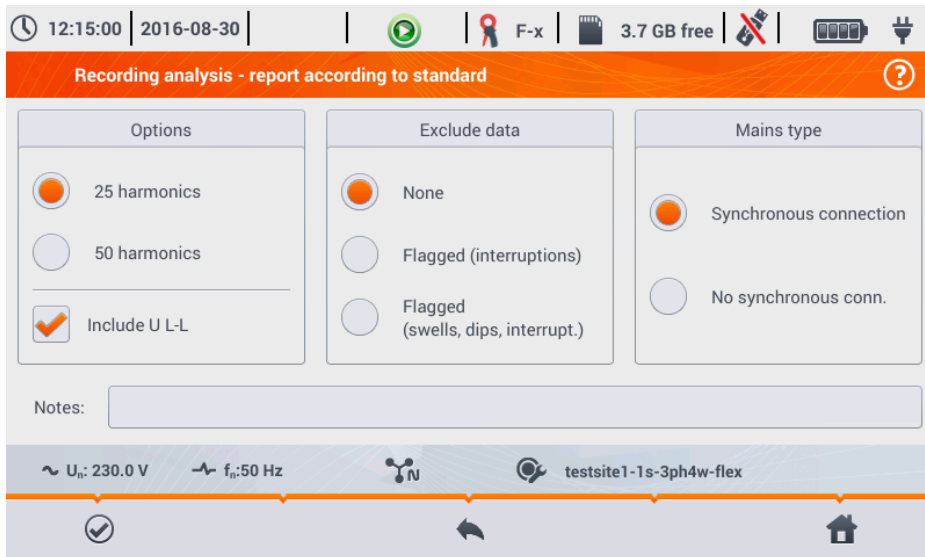 12:15:00 2016-08-30 F-x 3.7 GB free
Recording analysis - report according to standard ?
Options
25 harmonics
50 harmonics
Include U L-L
Exclude data
None
Flagged (interruptions)
Flagged
(swells, dips, interrupt.)
Mains type
Synchronous connection
No synchronous conn.
Notes:
Uₙ: 230.0 V fₙ:50 Hz N testsite1-1s-3ph4w-flex